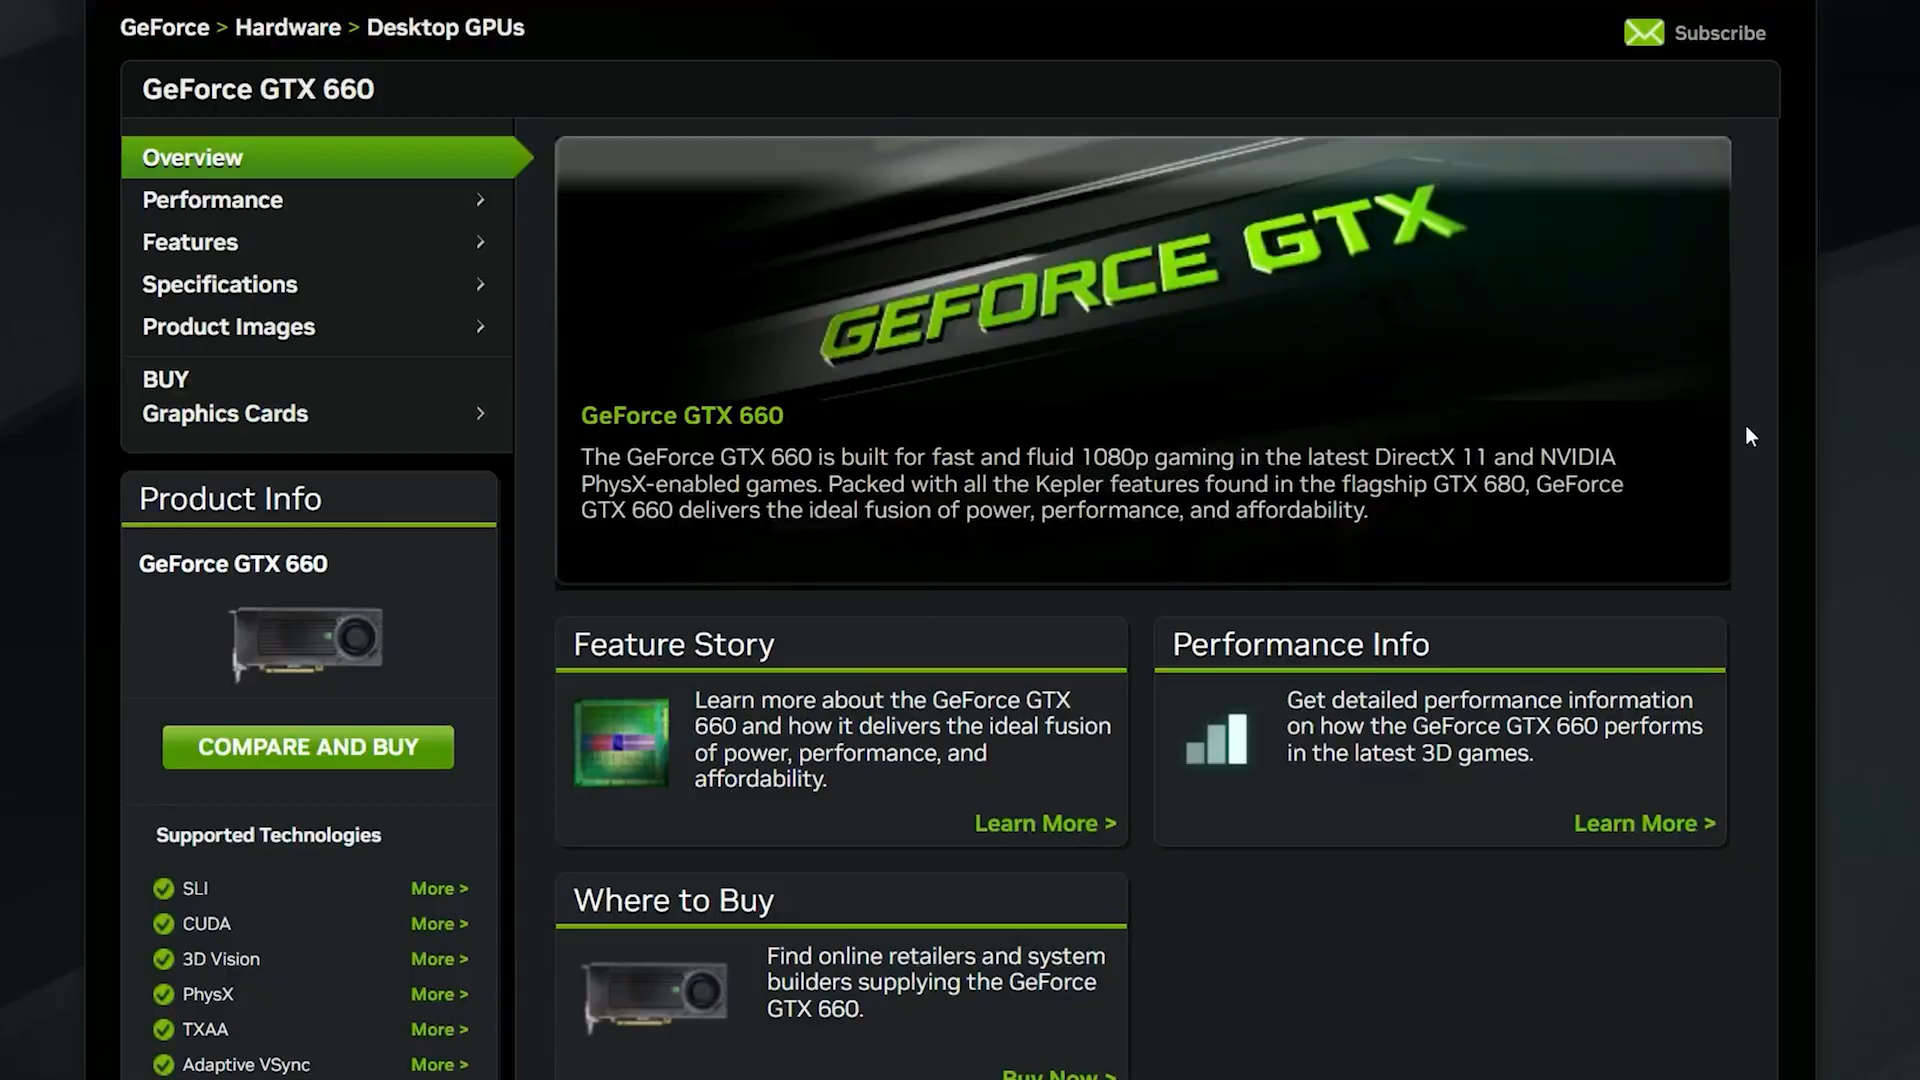 GeForce > Hardware > Desktop GPUs
Subscribe
GeForce GTX 660
Overview
Performance
Features
Specifications
Product Images
BUY
Graphics Cards
Product Info
GeForce GTX 660
COMPARE AND BUY
Supported Technologies
SLI More >
CUDA More >
3D Vision More >
PhysX More >
TXAA More >
Adaptive VSync More >
GEFORCE GTX
GeForce GTX 660
The GeForce GTX 660 is built for fast and fluid 1080p gaming in the latest DirectX 11 and NVIDIA
PhysX-enabled games. Packed with all the Kepler features found in the flagship GTX 680, GeForce
GTX 660 delivers the ideal fusion of power, performance, and affordability.
Feature Story
Learn more about the GeForce GTX
660 and how it delivers the ideal fusion
of power, performance, and
affordability.
Learn More >
Performance Info
Get detailed performance information
on how the GeForce GTX 660 performs
in the latest 3D games.
Learn More >
Where to Buy
Find online retailers and system
builders supplying the GeForce
GTX 660.
Buy Now >